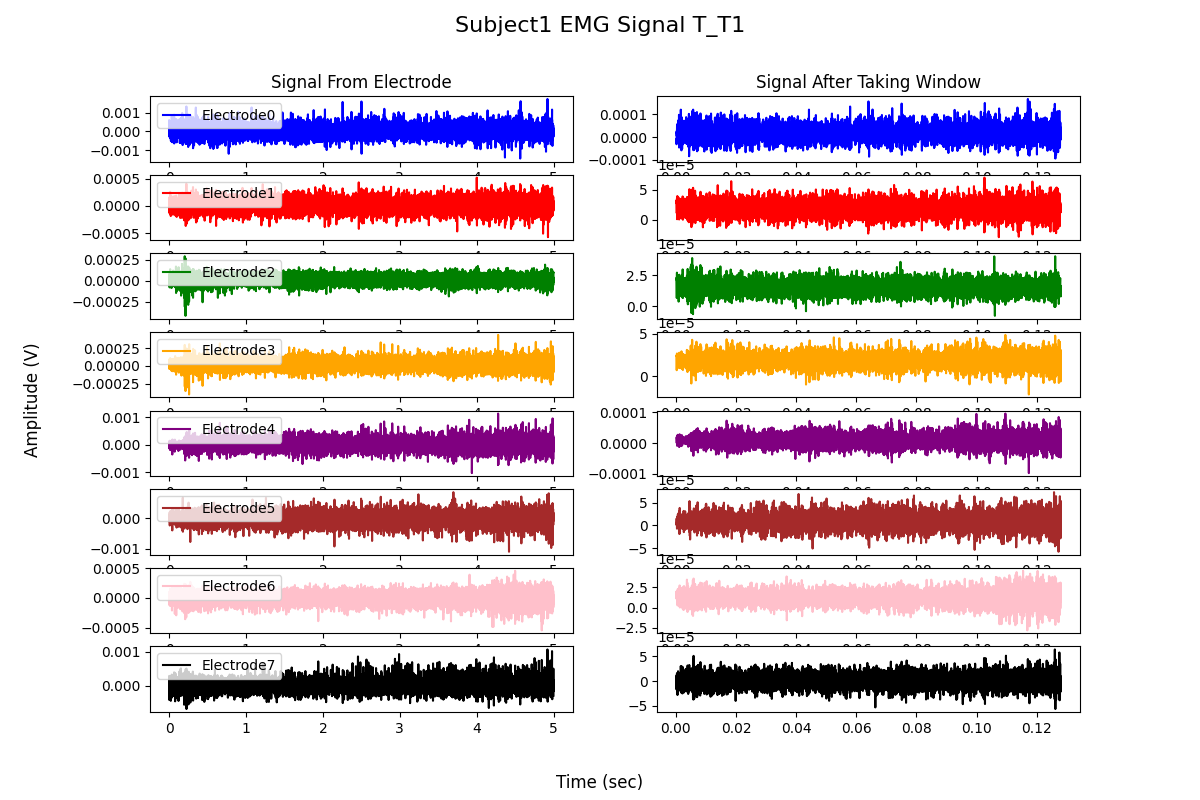 Subject1 EMG Signal T_T1
Signal From Electrode
Signal After Taking Window
Electrode0
0.001
0.000
−0.001
0.0001
0.0000
−0.0001
Electrode1
0.0005
0.0000
−0.0005
1e−5
5
0
Electrode2
0.00025
0.00000
−0.00025
1e−5
2.5
0.0
Electrode3
0.00025
0.00000
−0.00025
1e−5
5
0
Electrode4
0.001
0.000
−0.001
0.0001
0.0000
−0.0001
Electrode5
0.000
−0.001
1e−5
5
0
−5
Electrode6
0.0005
0.0000
−0.0005
1e−5
2.5
0.0
−2.5
Electrode7
0.001
0.000
1e−5
5
0
−5
0 1 2 3 4 5
0.00 0.02 0.04 0.06 0.08 0.10 0.12
Amplitude (V)
Time (sec)